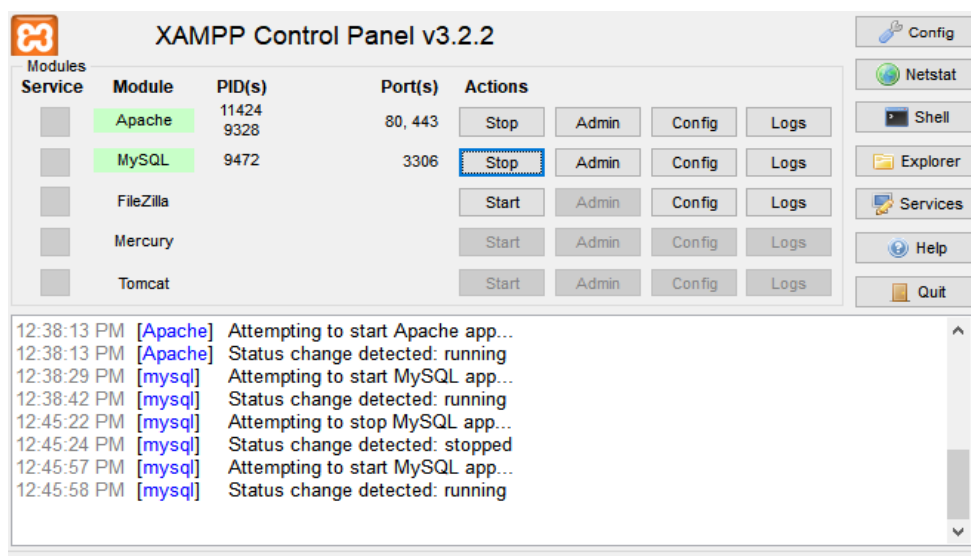 XAMPP Control Panel v3.2.2
Config
Modules
Netstat
Service Module PID(s) Port(s) Actions
Apache 11424 9328 80, 443 Stop Admin Config Logs
Shell
MySQL 9472 3306 Stop Admin Config Logs
Explorer
FileZilla Start Admin Config Logs
Services
Mercury Start Admin Config Logs
Help
Tomcat Start Admin Config Logs
Quit
12:38:13 PM [Apache] Attempting to start Apache app...
12:38:13 PM [Apache] Status change detected: running
12:38:29 PM [mysql] Attempting to start MySQL app...
12:38:42 PM [mysql] Status change detected: running
12:45:22 PM [mysql] Attempting to stop MySQL app...
12:45:24 PM [mysql] Status change detected: stopped
12:45:57 PM [mysql] Attempting to start MySQL app...
12:45:58 PM [mysql] Status change detected: running